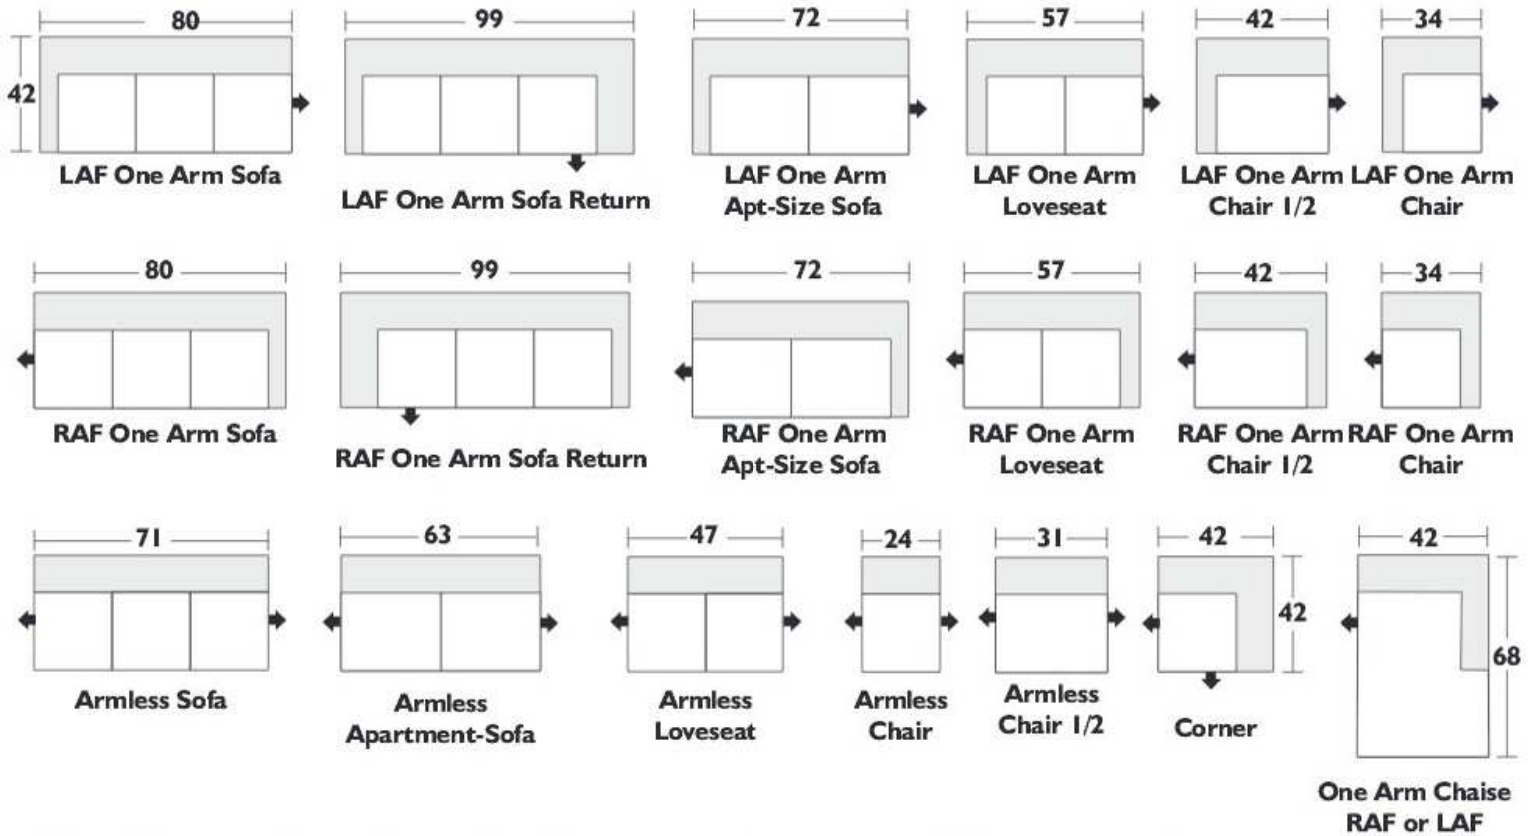 80
99
72
57
42
34
42
LAF One Arm Sofa
LAF One Arm Sofa Return
LAF One Arm
Apt-Size Sofa
LAF One Arm
Loveseat
LAF One Arm
Chair 1/2
LAF One Arm
Chair
80
99
72
57
42
34
RAF One Arm Sofa
RAF One Arm Sofa Return
RAF One Arm
Apt-Size Sofa
RAF One Arm
Loveseat
RAF One Arm
Chair 1/2
RAF One Arm
Chair
71
63
47
24
31
42
42
42
68
Armless Sofa
Armless
Apartment-Sofa
Armless
Loveseat
Armless
Chair
Armless
Chair 1/2
Corner
One Arm Chaise
RAF or LAF